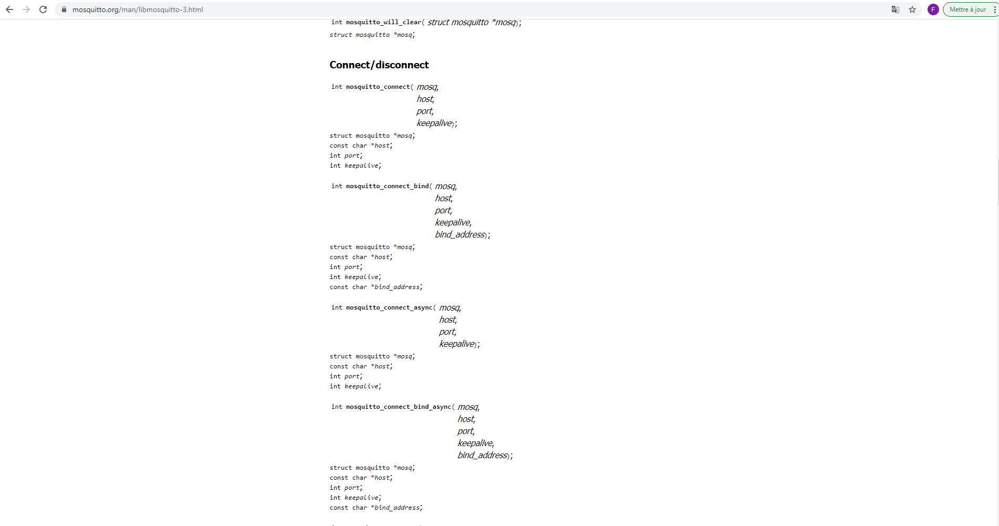 mosquitto.org/man/libmosquitto-3.html
F
Mettre à jour
int mosquitto_will_clear( struct mosquitto *mosq);
struct mosquitto *mosq;
Connect/disconnect
int mosquitto_connect( mosq,
host,
port,
keepalive);
struct mosquitto *mosq;
const char *host;
int port;
int keepalive;
int mosquitto_connect_bind( mosq,
host,
port,
keepalive,
bind_address);
struct mosquitto *mosq;
const char *host;
int port;
int keepalive;
const char *bind_address;
int mosquitto_connect_async( mosq,
host,
port,
keepalive);
struct mosquitto *mosq;
const char *host;
int port;
int keepalive;
int mosquitto_connect_bind_async( mosq,
host,
port,
keepalive,
bind_address);
struct mosquitto *mosq;
const char *host;
int port;
int keepalive;
const char *bind_address;